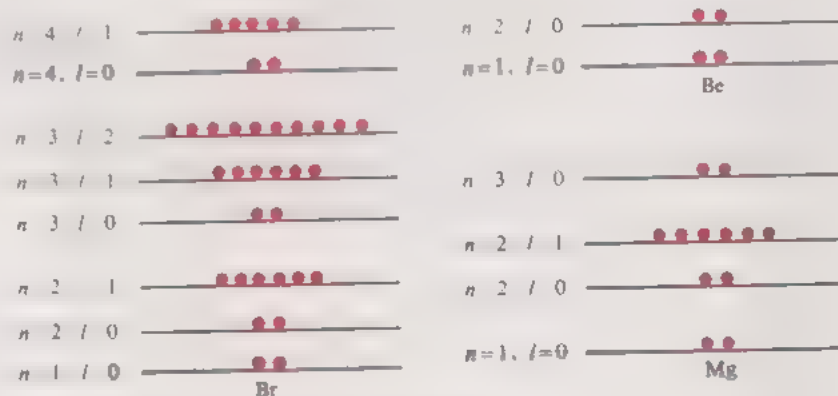 n 4 l 1
n=4, l=0
n 3 l 2
n 3 l 1
n 3 l 0
n 2 1
n 2 l 0
n 1 l 0
Br
n 2 l 0
n=1, l=0
Be
n 3 l 0
n 2 l 1
n 2 l 0
n=1, l=0
Mg